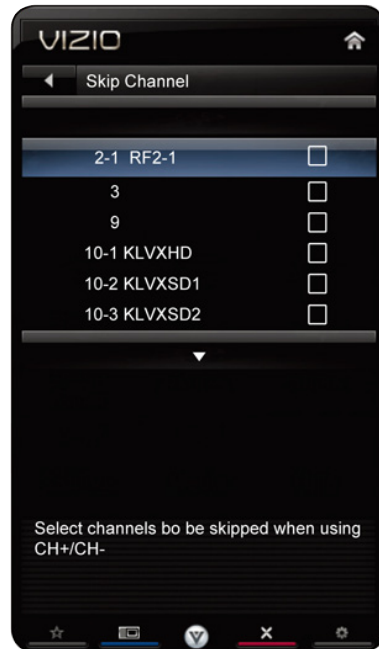 VIZIO
Skip Channel
2-1 RF2-1
3
9
10-1 KLVXHD
10-2 KLVXSD1
10-3 KLVXSD2
Select channels bo be skipped when using
CH+/CH-
V